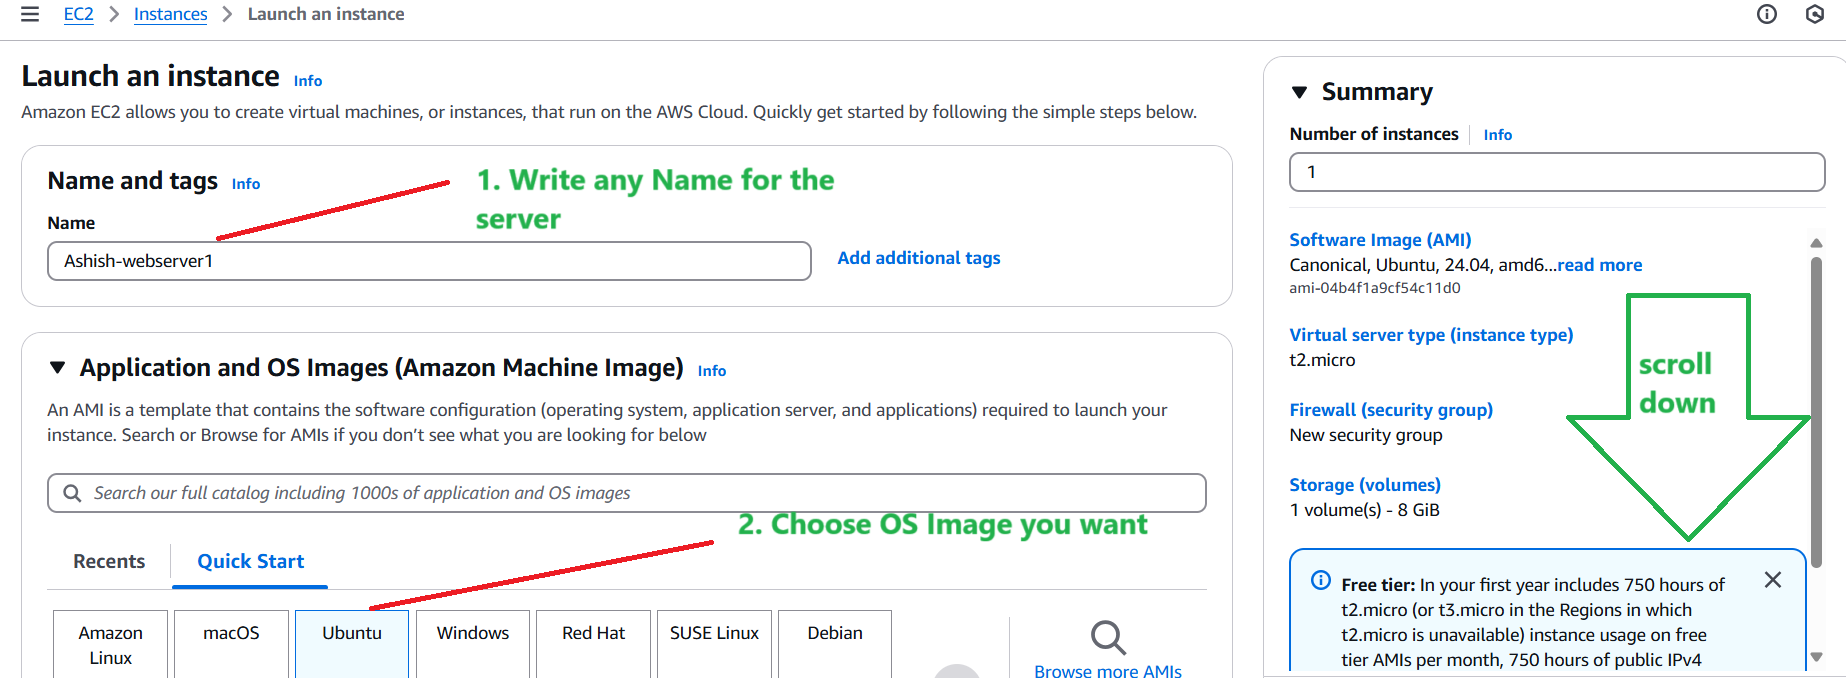 EC2 > Instances > Launch an instance
Launch an instance Info
Amazon EC2 allows you to create virtual machines, or instances, that run on the AWS Cloud. Quickly get started by following the simple steps below.
Name and tags Info
1. Write any Name for the
server
Name
Ashish-webserver1
Add additional tags
Application and OS Images (Amazon Machine Image) Info
An AMI is a template that contains the software configuration (operating system, application server, and applications) required to launch your
instance. Search or Browse for AMIs if you don't see what you are looking for below
Search our full catalog including 1000s of application and OS images
2. Choose OS Image you want
Recents
Quick Start
Amazon
Linux
macOS
Ubuntu
Windows
Red Hat
SUSE Linux
Debian
Browse more AMIs
Summary
Number of instances Info
1
Software Image (AMI)
Canonical, Ubuntu, 24.04, amd6...read more
ami-04b4f1a9cf54c11d0
Virtual server type (instance type)
t2.micro
Firewall (security group)
New security group
Storage (volumes)
1 volume(s) - 8 GiB
scroll
down
Free tier: In your first year includes 750 hours of
t2.micro (or t3.micro in the Regions in which
t2.micro is unavailable) instance usage on free
tier AMIs per month, 750 hours of public IPv4